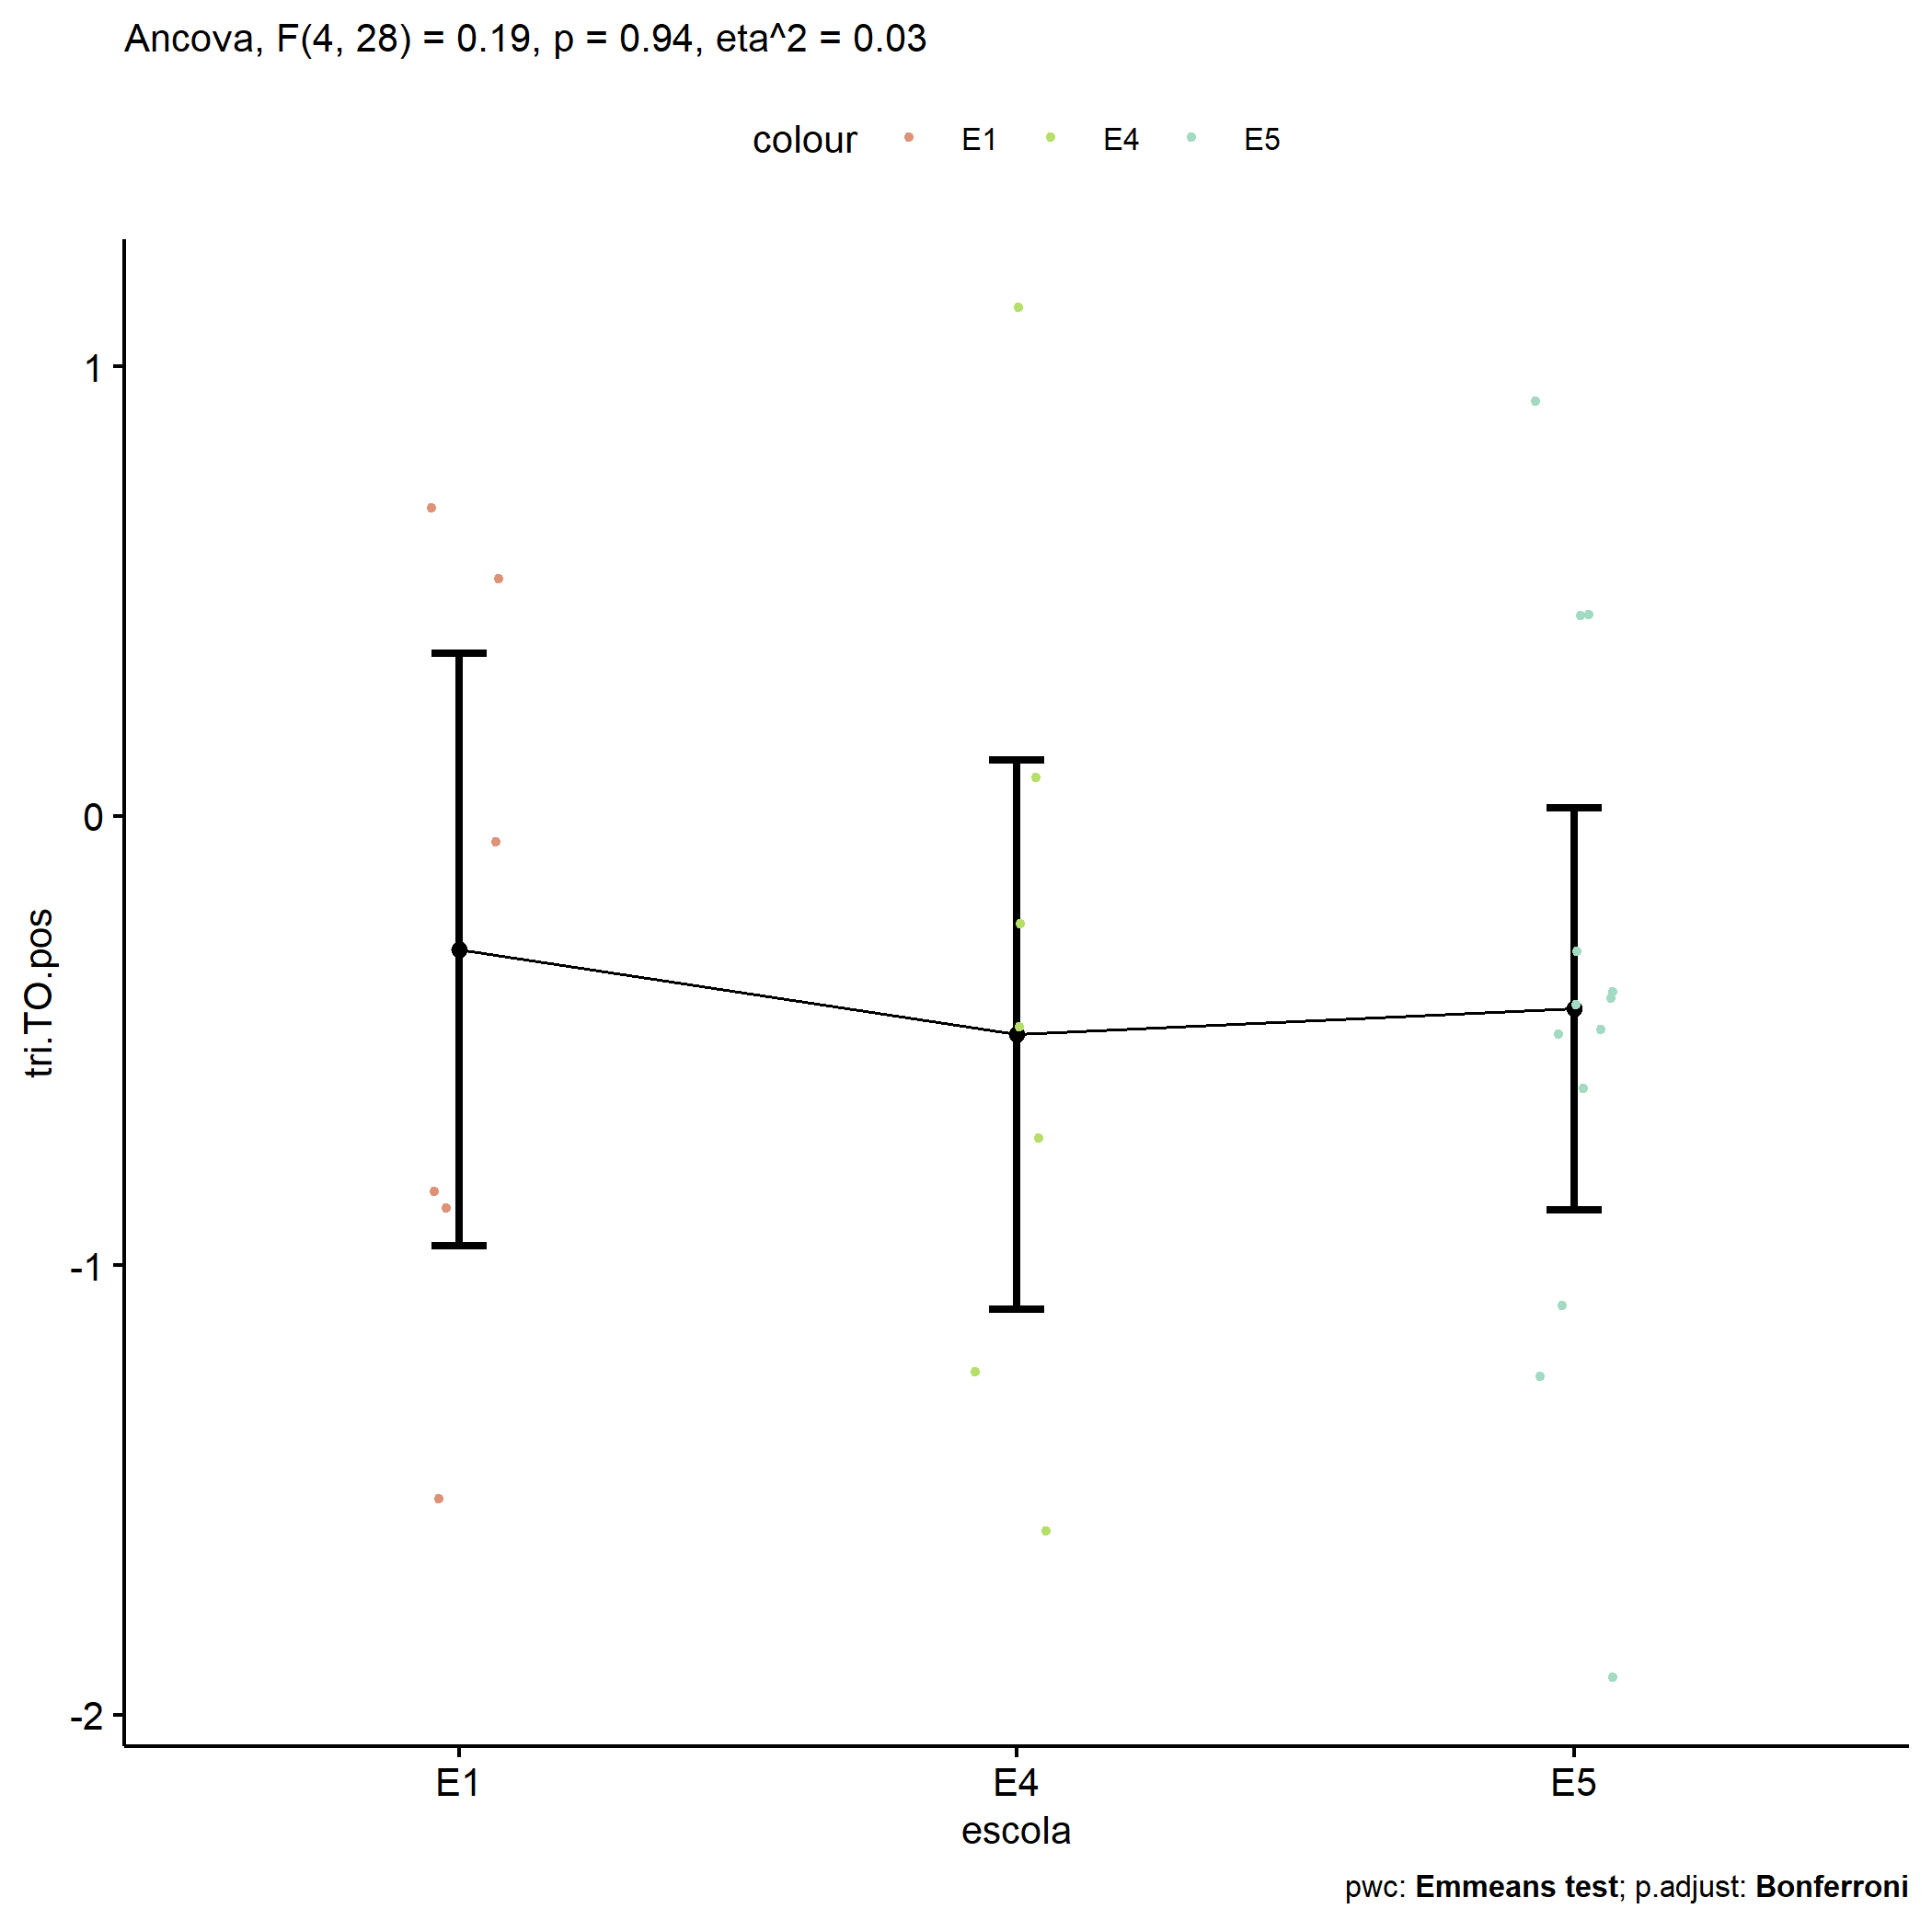 Ancova, F(4, 28) = 0.19, p = 0.94, eta^2 = 0.03
colour E1 E4 E5
1
0
-1
-2
tri.TO.pos
E1 E4 E5
escola
pwc: Emmeans test; p.adjust: Bonferroni